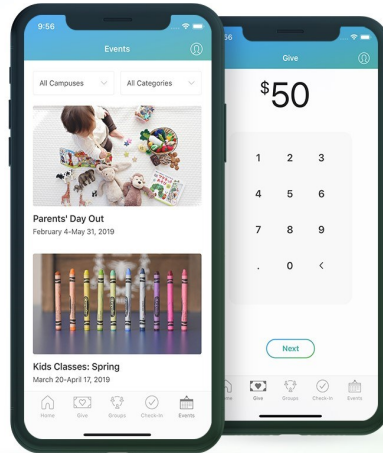 9:56
Events
All Campuses
All Categories
Parents' Day Out
February 4-May 31, 2019
Kids Classes: Spring
March 20-April 17, 2019
Home
Give
Groups
Check-in
Events
56
Give
$50
1 2 3
4 5 6
7 8 9
. 0 <
Next
Home
Give
Groups
Check-in
Events